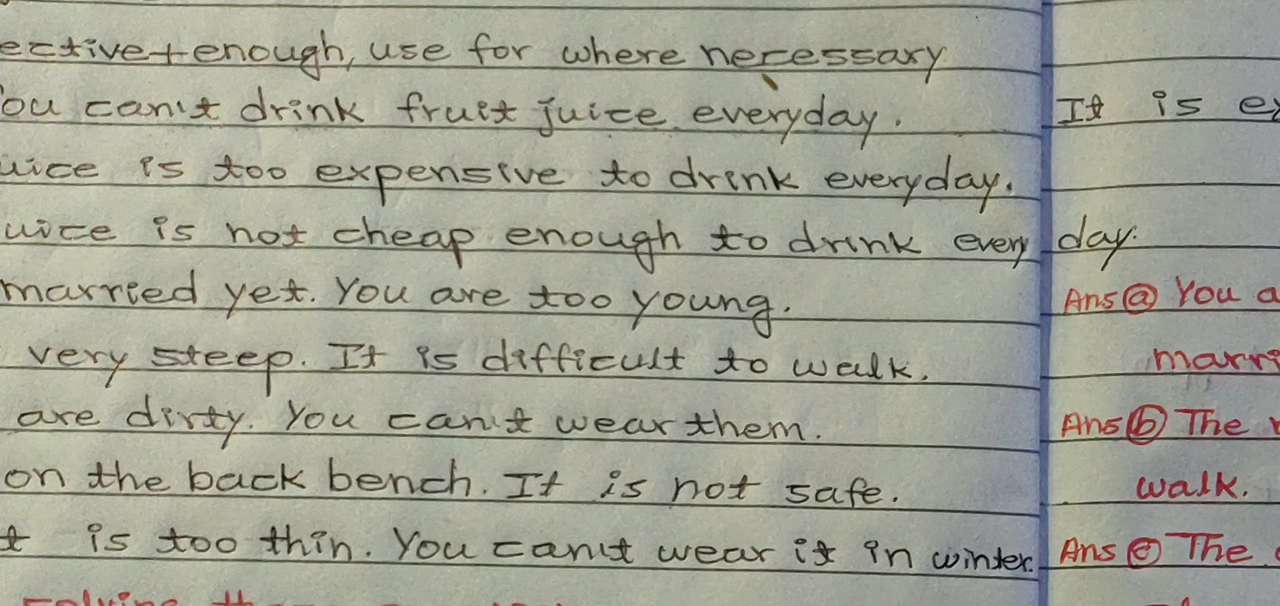 ective+enough, use for where necessary
ou can't drink fruit juice everyday. It is ex
uice is too expensive to drink everyday.
uice is not cheap enough to drink every day.
married yet. You are too young. Ans (a) You a
very steep. It is difficult to walk. marri
are dirty. You can't wear them. Ans (b) The
on the back bench. It is not safe. walk.
t is too thin. You can't wear it in winter. Ans (c) The